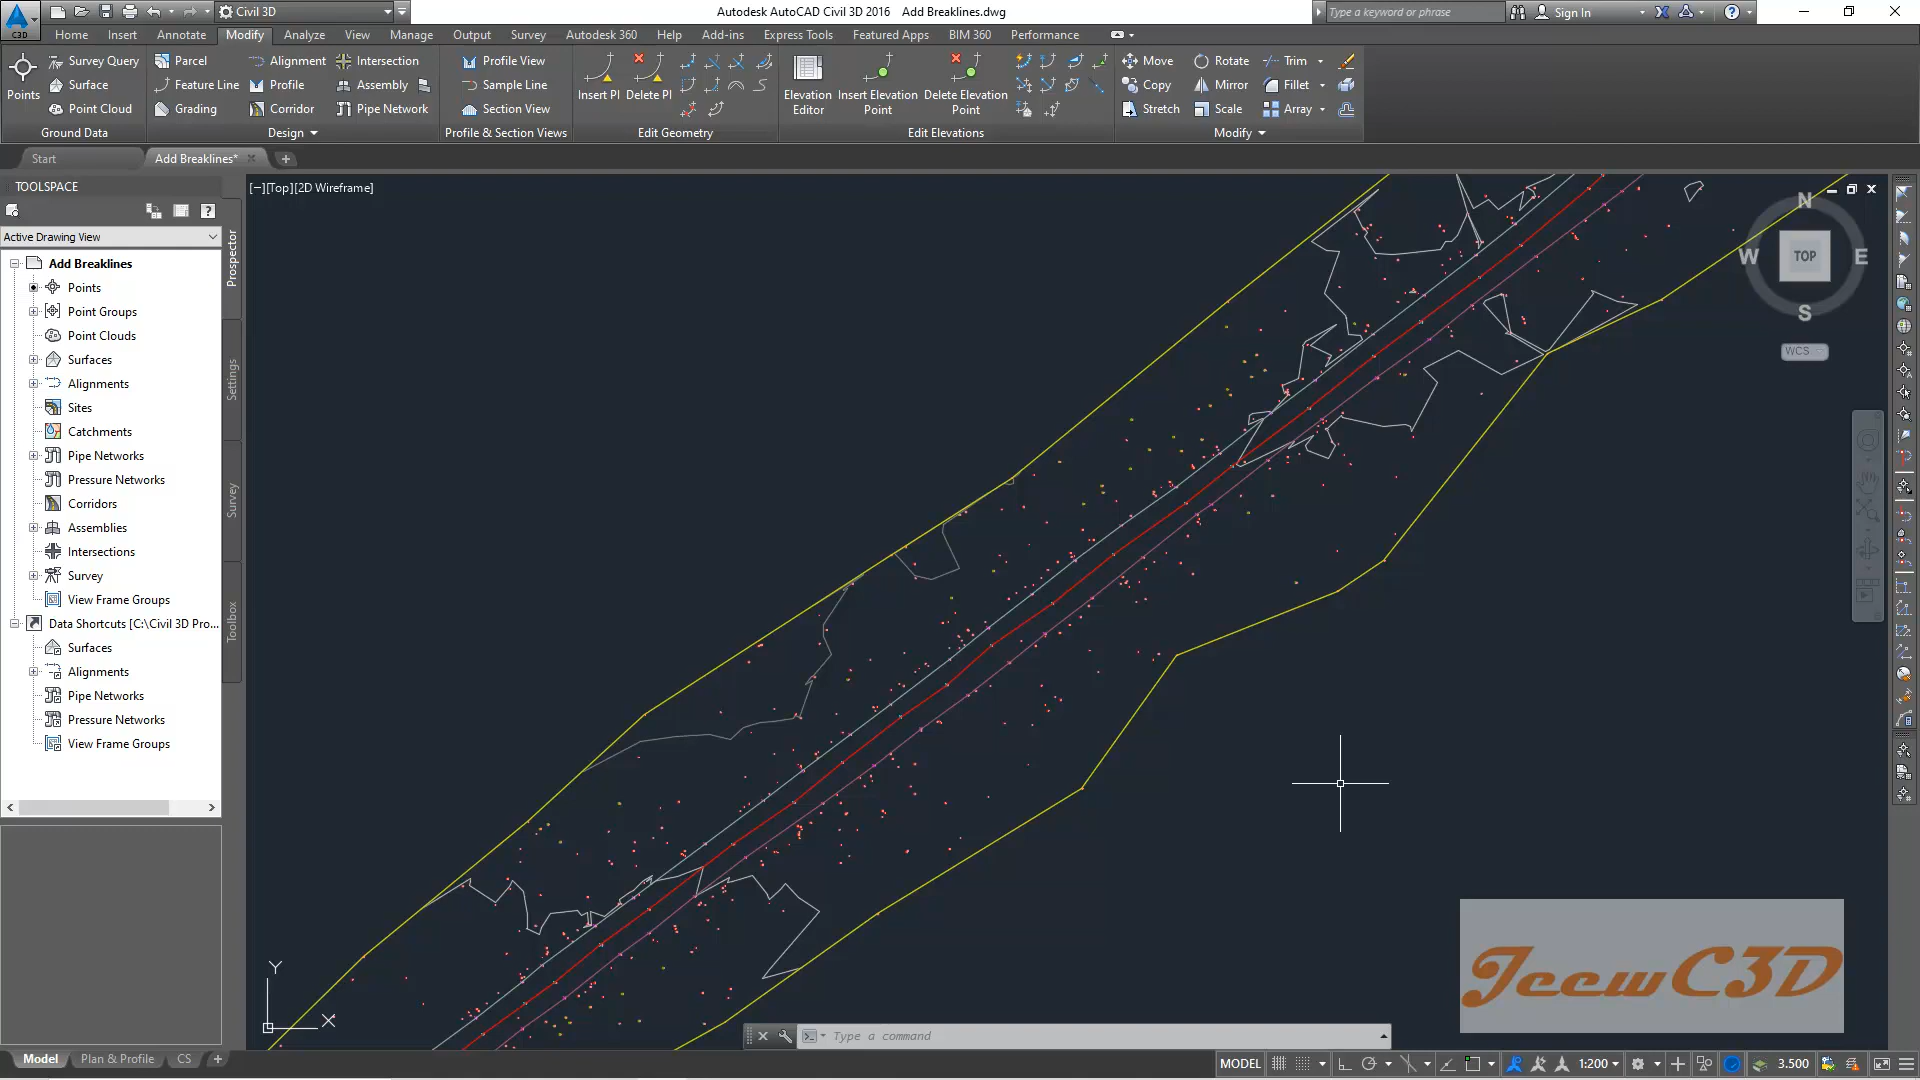 Civil 3D
Autodesk AutoCAD Civil 3D 2016 Add Breaklines.dwg
Type a keyword or phrase
Sign In
C3D
Home Insert Annotate Modify Analyze View Manage Output Survey Autodesk 360 Help Add-ins Express Tools Featured Apps BIM 360 Performance
Points
Survey Query
Surface
Point Cloud
Ground Data
Parcel
Feature Line
Grading
Alignment
Profile
Corridor
Intersection
Assembly
Pipe Network
Design
Profile View
Sample Line
Section View
Profile & Section Views
Insert PI
Delete PI
Edit Geometry
Elevation Editor
Insert Elevation Point
Delete Elevation Point
Edit Elevations
Move
Copy
Stretch
Rotate
Mirror
Scale
Trim
Fillet
Array
Modify
Start
Add Breaklines*
TOOLSPACE
Active Drawing View
Add Breaklines
Points
Point Groups
Point Clouds
Surfaces
Alignments
Sites
Catchments
Pipe Networks
Pressure Networks
Corridors
Assemblies
Intersections
Survey
View Frame Groups
Data Shortcuts [C:\Civil 3D Pro...
Surfaces
Alignments
Pipe Networks
Pressure Networks
View Frame Groups
Prospector
Settings
Survey
Toolbox
[−][Top][2D Wireframe]
N
W
TOP
E
S
WCS
Y
X
JeewC3D
Type a command
Model
Plan & Profile
CS
MODEL
1:200
3.500